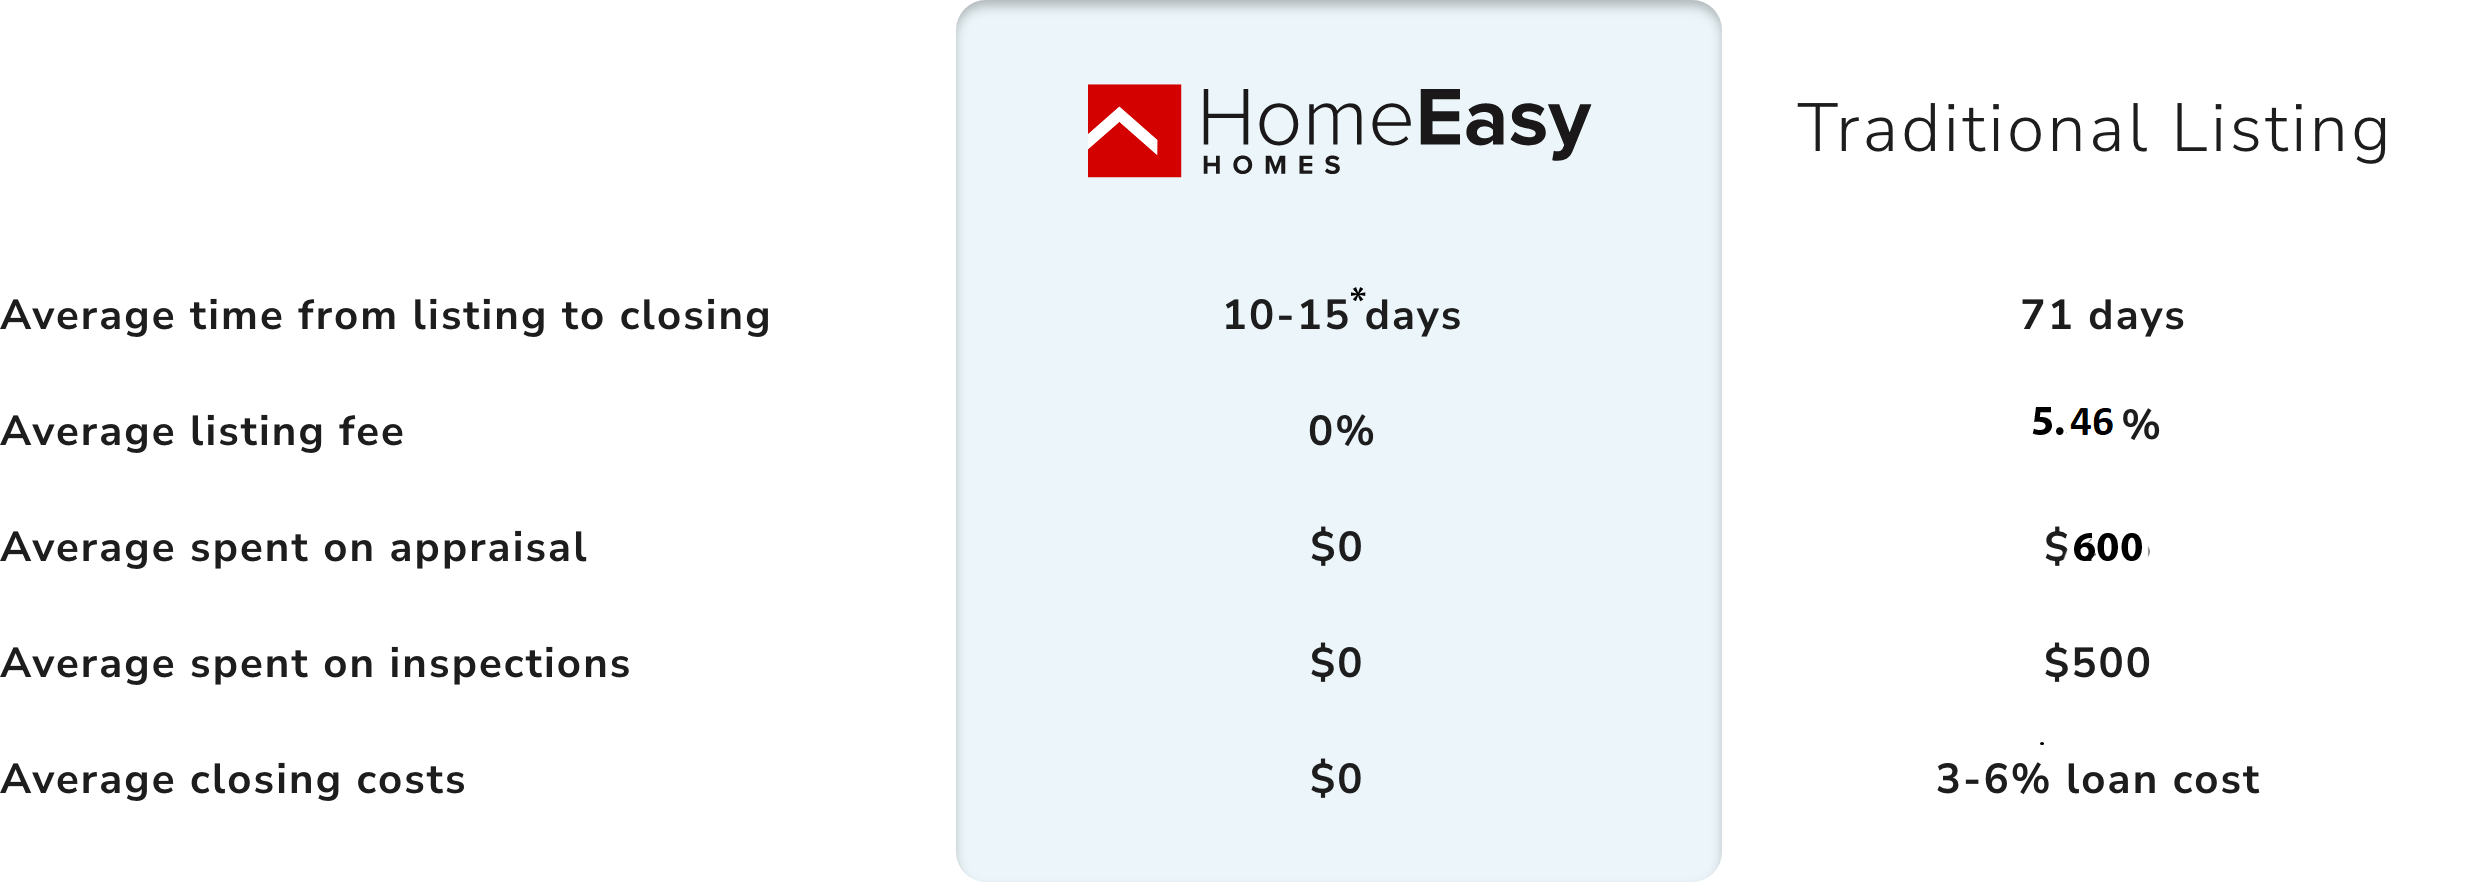 HomeEasy
HOMES
Traditional Listing
Average time from listing to closing 10-15*days 71 days
Average listing fee 0% 5.46 %
Average spent on appraisal $0 $600
Average spent on inspections $0 $500
Average closing costs $0 3-6% loan cost